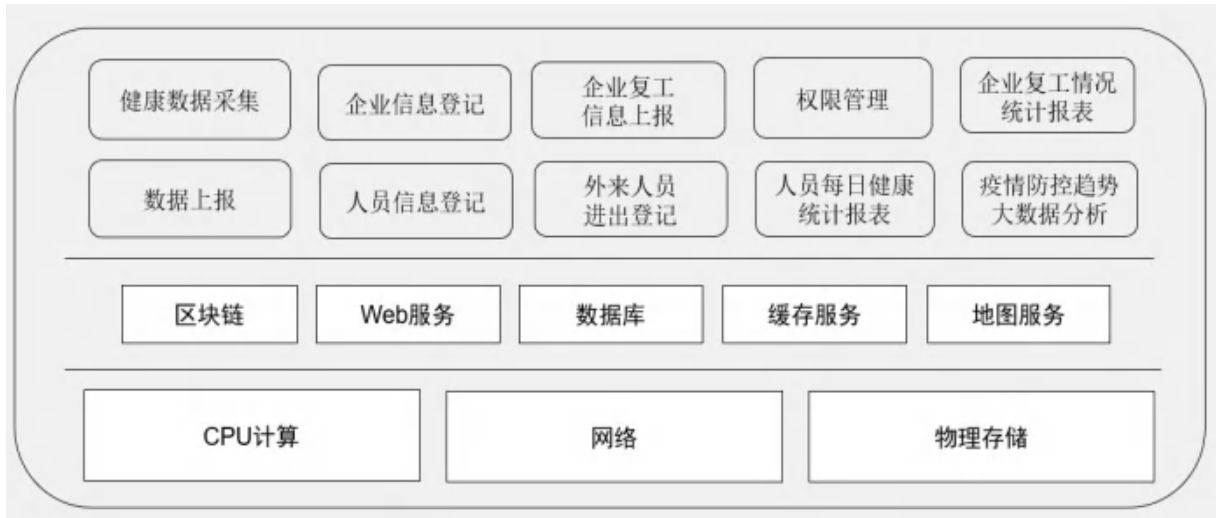 健康数据采集
企业信息登记
企业复工
信息上报
权限管理
企业复工情况
统计报表
数据上报
人员信息登记
外来人员
进出登记
人员每日健康
统计报表
疫情防控趋势
大数据分析
区块链
Web服务
数据库
缓存服务
地图服务
CPU计算
网络
物理存储